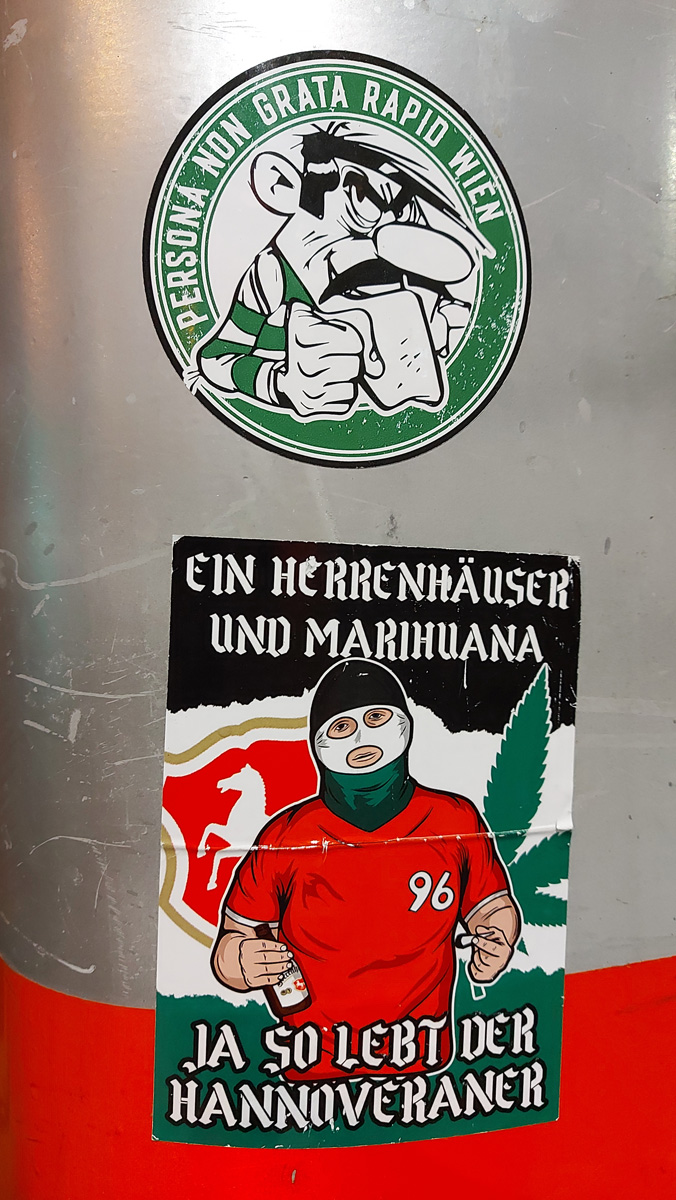 PERSONA NON GRATA RAPID WIEN
EIN HERRENHÄUSER
UND MARIHUANA
96
JA SO LEBT DER
HANNOVERANER